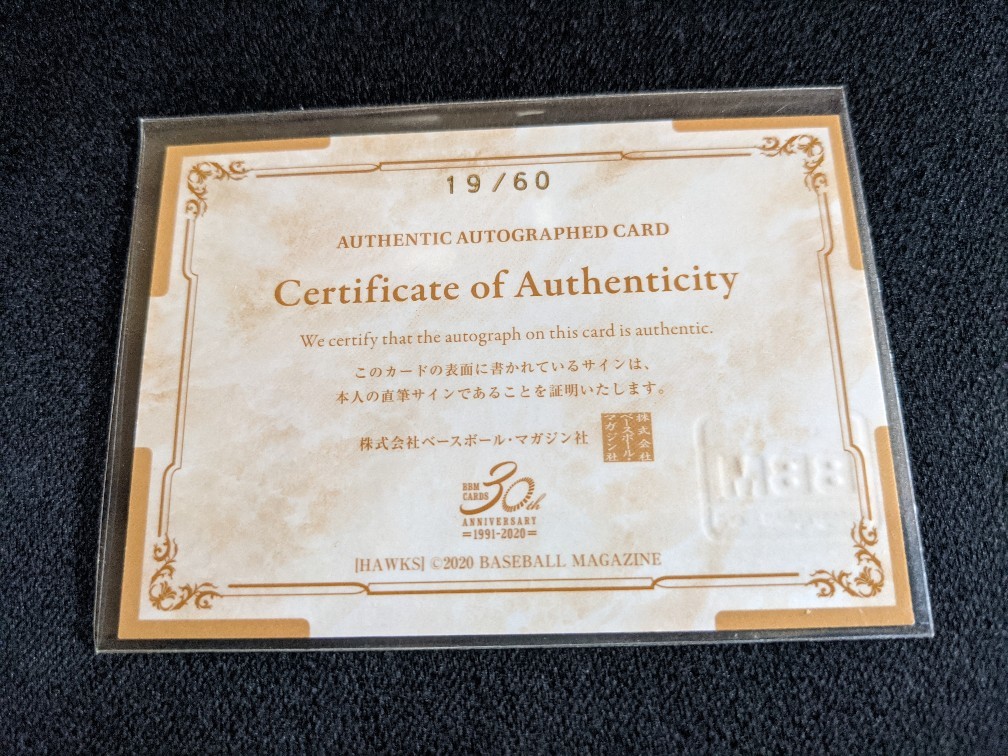 19/60
AUTHENTIC AUTOGRAPHED CARD
Certificate of Authenticity
We certify that the autograph on this card is authentic.
このカードの表面に書かれているサインは、
本人の直筆サインであることを証明いたします。
株式会社ベースボール・マガジン社
株式会社
ベースボール・
マガジン社
BBM
CARDS
30th
ANNIVERSARY
=1991-2020=
[HAWKS] ©2020 BASEBALL MAGAZINE